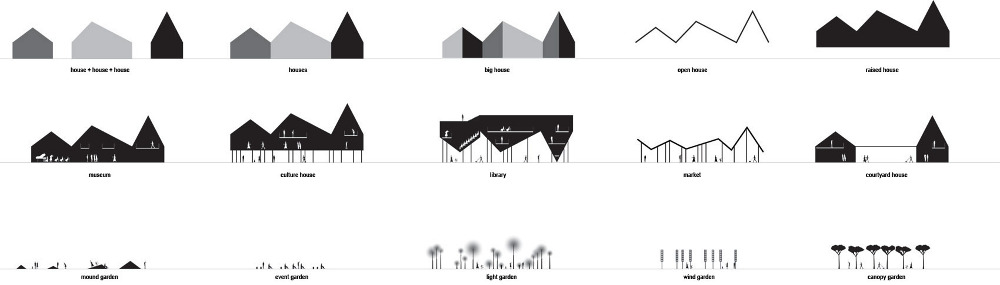 house + house + house
houses
big house
open house
raised house
museum
culture house
library
market
courtyard house
mound garden
event garden
light garden
wind garden
canopy garden